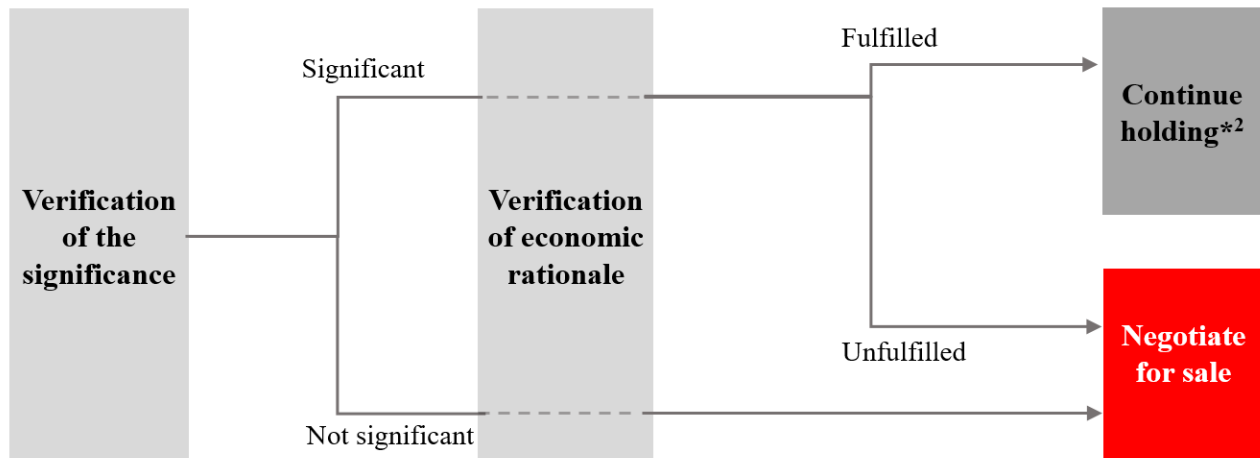 Verification
of the
significance
Significant
Not significant
Verification
of economic
rationale
Fulfilled
Unfulfilled
Continue
holding*2
Negotiate
for sale